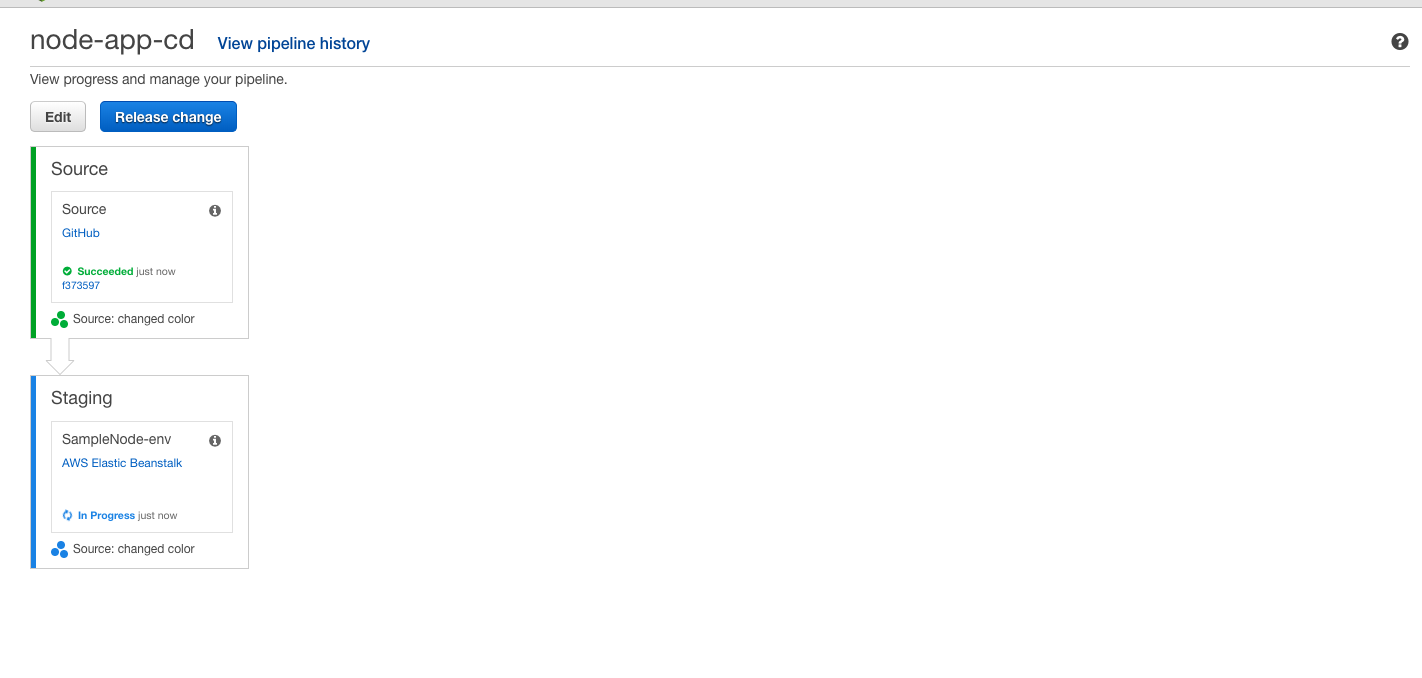 node-app-cd View pipeline history
View progress and manage your pipeline.
Edit Release change
Source
Source
GitHub
Succeeded just now
f373597
Source: changed color
Staging
SampleNode-env
AWS Elastic Beanstalk
In Progress just now
Source: changed color